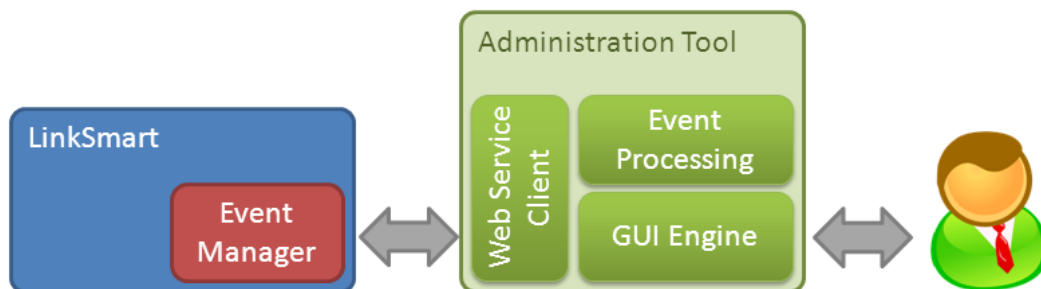 LinkSmart
Event
Manager
Administration Tool
Web Service
Client
Event
Processing
GUI Engine